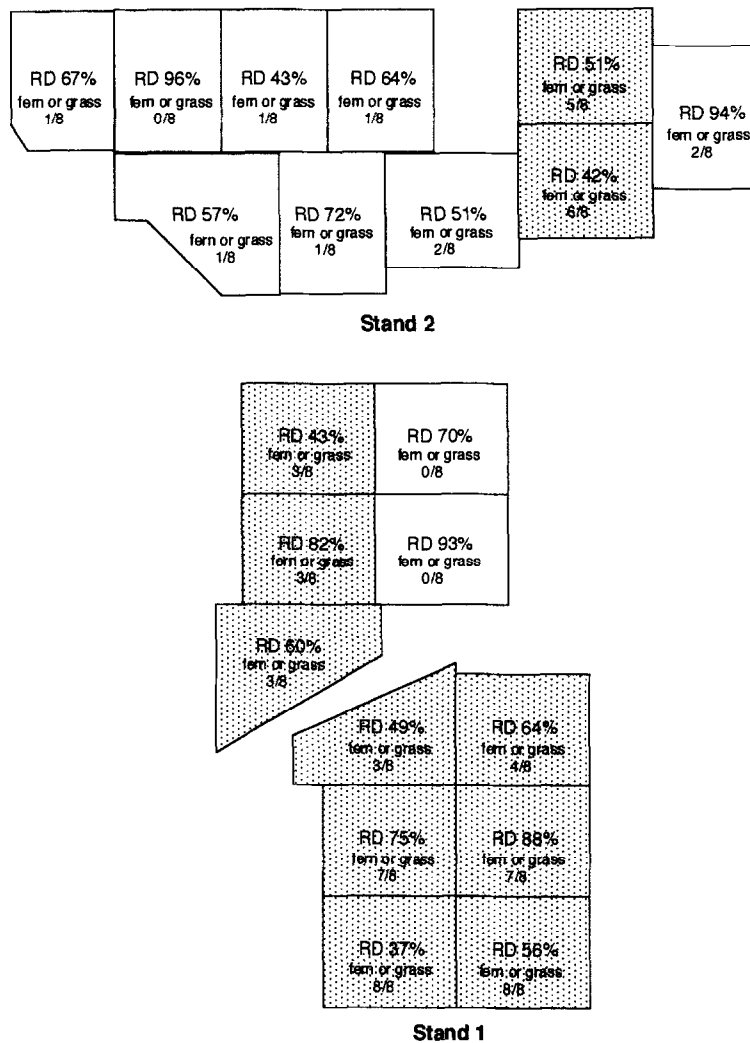 RD 67%
fern or grass
1/8
RD 96%
fern or grass
0/8
RD 43%
fern or grass
1/8
RD 64%
fern or grass
1/8
RD 51%
fern or grass
5/8
RD 94%
fern or grass
2/8
RD 42%
fern or grass
6/8
RD 57%
fern or grass
1/8
RD 72%
fern or grass
1/8
RD 51%
fern or grass
2/8
Stand 2
RD 43%
fern or grass
3/8
RD 70%
fern or grass
0/8
RD 82%
fern or grass
3/8
RD 93%
fern or grass
0/8
RD 60%
fern or grass
3/8
RD 49%
fern or grass
3/8
RD 64%
fern or grass
4/8
RD 75%
fern or grass
7/8
RD 88%
fern or grass
7/8
RD 37%
fern or grass
8/8
RD 56%
fern or grass
8/8
Stand 1